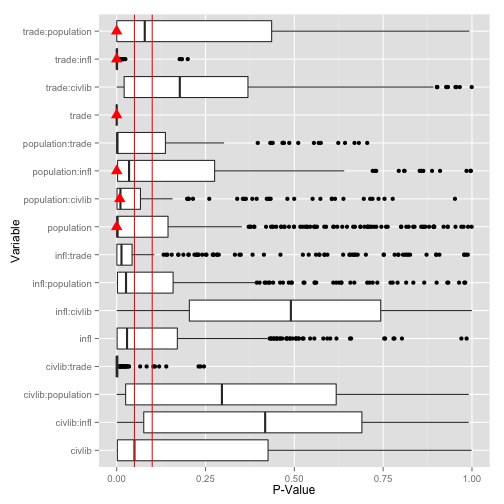 trade:population
trade:infl
trade:civlib
trade
population:trade
population:infl
population:civlib
population
infl:trade
infl:population
infl:civlib
infl
civlib:trade
civlib:population
civlib:infl
civlib
Variable
0.00 0.25 0.50 0.75 1.00
P-Value